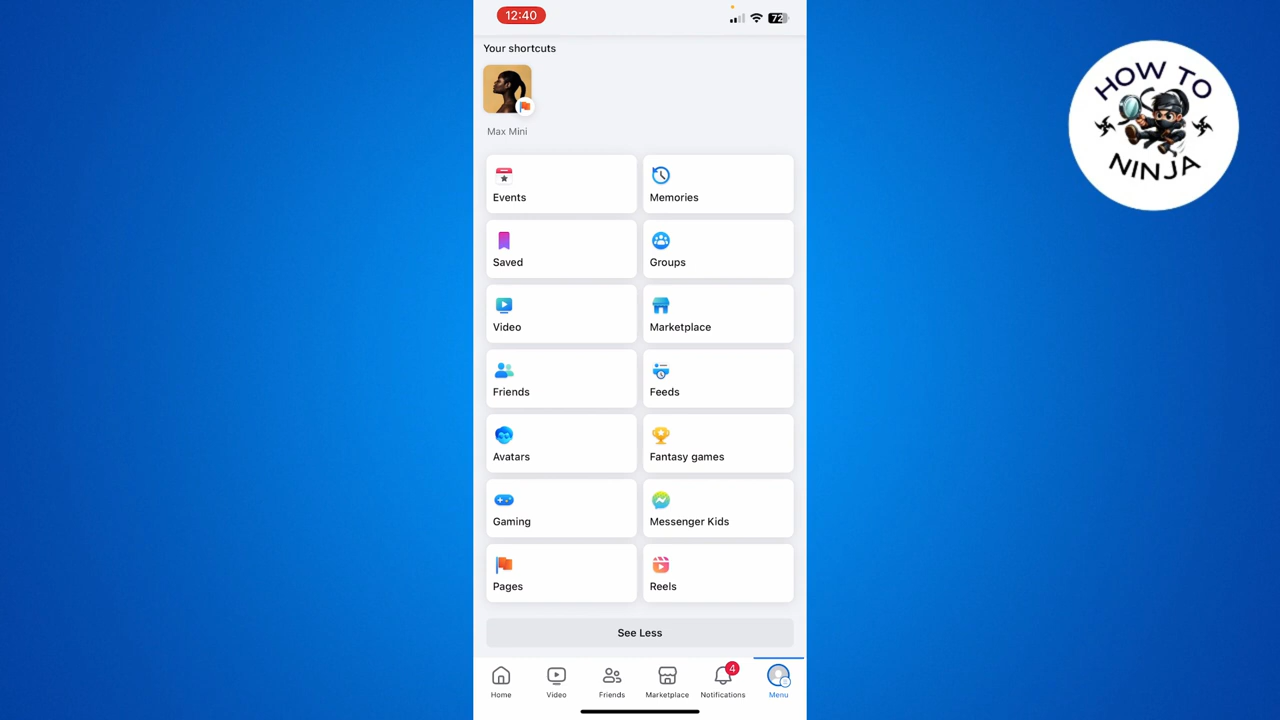 12:40
72
Your shortcuts
Max Mini
Events
Memories
Saved
Groups
Video
Marketplace
Friends
Feeds
Avatars
Fantasy games
Gaming
Messenger Kids
Pages
Reels
See Less
4
Home
Video
Friends
Marketplace
Notifications
Menu
HOW TO
NINJA